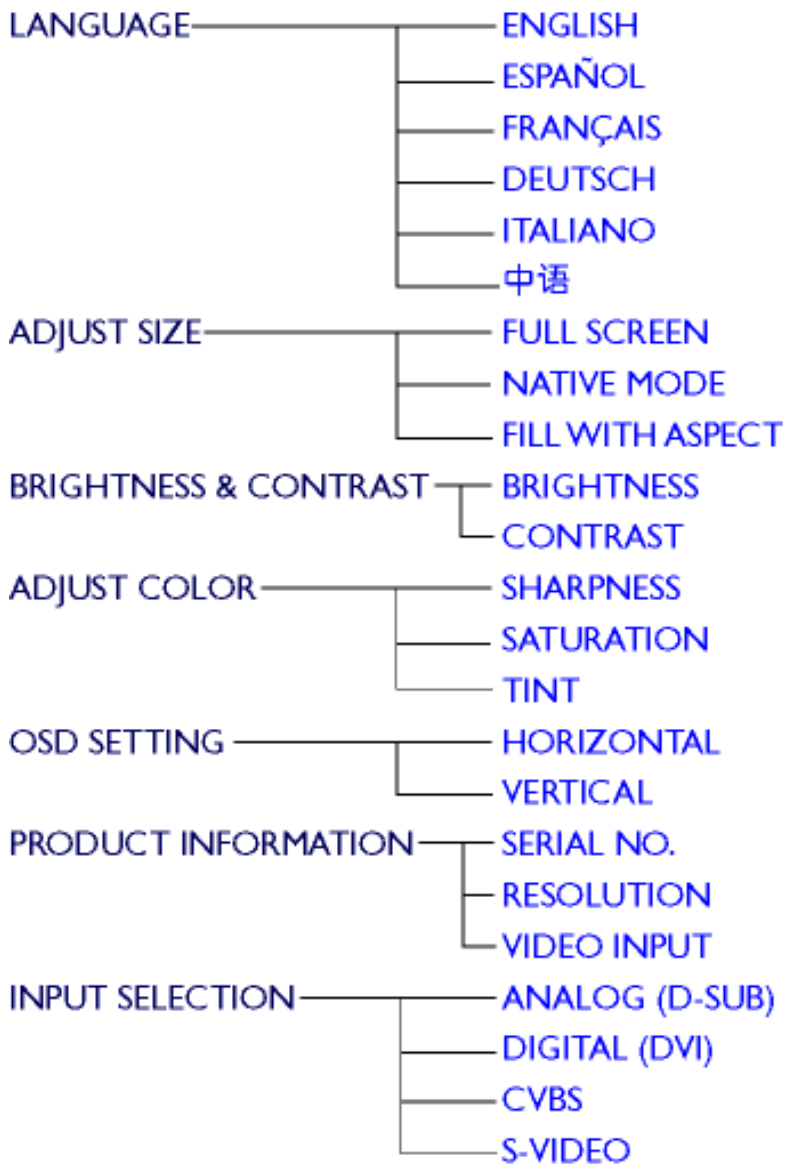 LANGUAGE ENGLISH
ESPAÑOL
FRANÇAIS
DEUTSCH
ITALIANO
中语
ADJUST SIZE FULL SCREEN
NATIVE MODE
FILL WITH ASPECT
BRIGHTNESS & CONTRAST BRIGHTNESS
CONTRAST
ADJUST COLOR SHARPNESS
SATURATION
TINT
OSD SETTING HORIZONTAL
VERTICAL
PRODUCT INFORMATION SERIAL NO.
RESOLUTION
VIDEO INPUT
INPUT SELECTION ANALOG (D-SUB)
DIGITAL (DVI)
CVBS
S-VIDEO